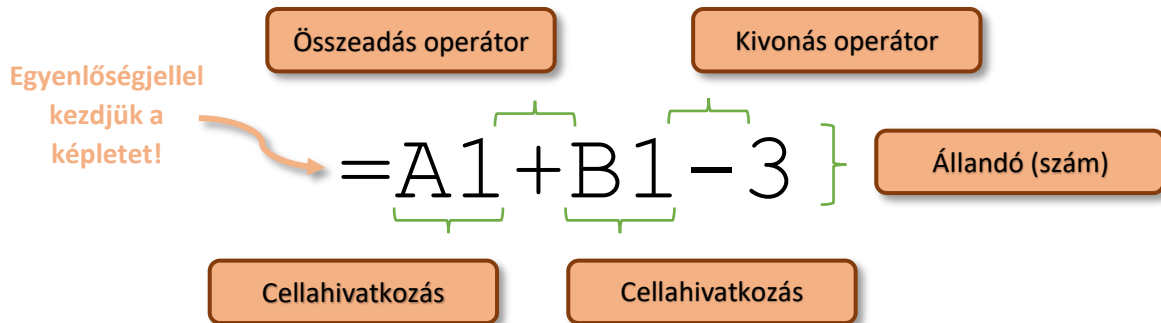 Összeadás operátor
Kivonás operátor
Egyenlőségjellel
kezdjük a
képletet!
=A1+B1-3
Állandó (szám)
Cellahivatkozás
Cellahivatkozás